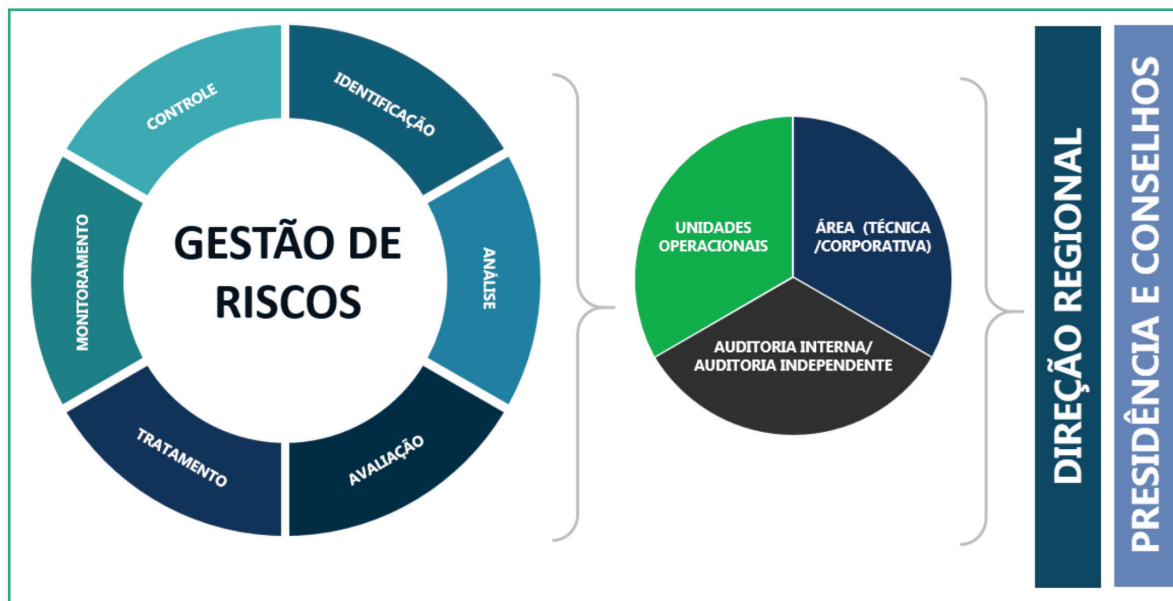 GESTÃO DE
RISCOS
IDENTIFICAÇÃO
ANÁLISE
AVALIAÇÃO
TRATAMENTO
MONITORAMENTO
CONTROLE
UNIDADES
OPERACIONAIS
ÁREA (TÉCNICA
/CORPORATIVA)
AUDITORIA INTERNA/
AUDITORIA INDEPENDENTE
DIREÇÃO REGIONAL
PRESIDÊNCIA E CONSELHOS